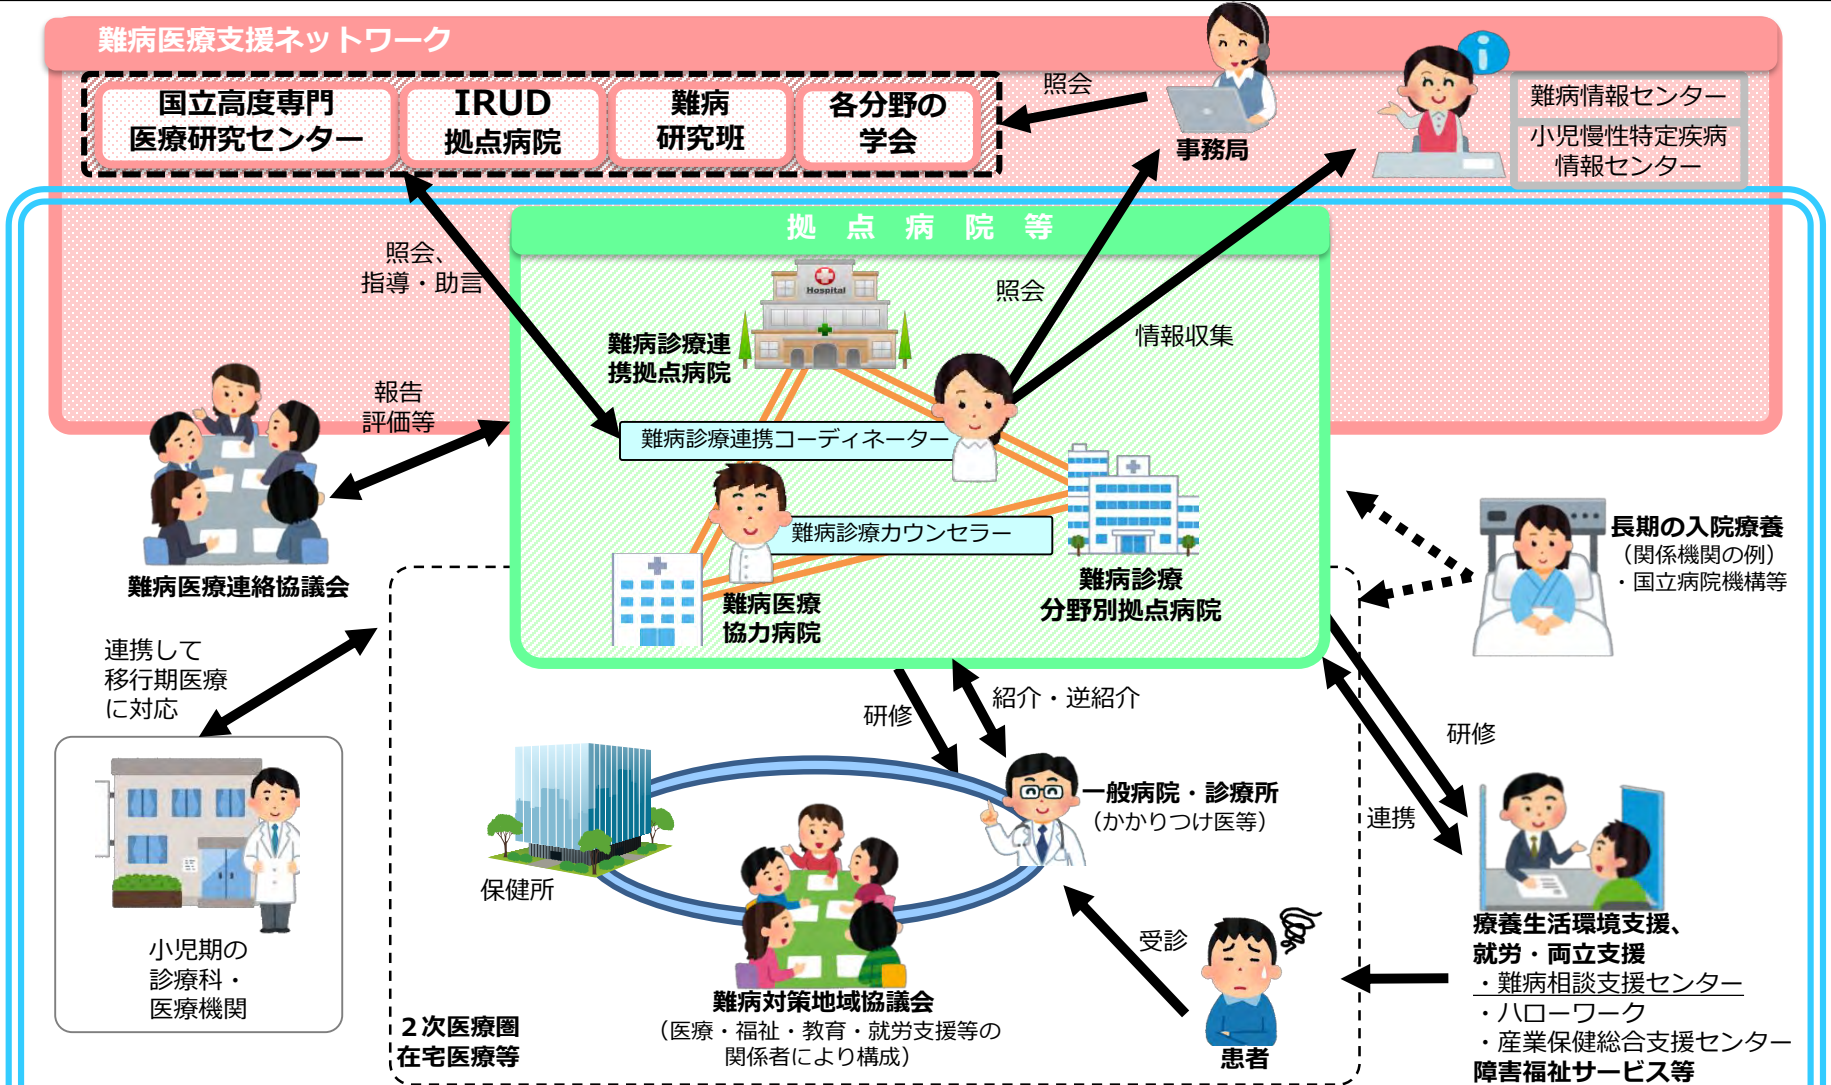 難病医療支援ネットワーク
国立高度専門
医療研究センター
IRUD
拠点病院
難病
研究班
各分野の
学会
照会
事務局
難病情報センター
小児慢性特定疾病
情報センター
拠点病院等
照会、
指導・助言
Hospital
照会
情報収集
難病診療連
携拠点病院
報告
評価等
難病診療連携コーディネーター
難病診療カウンセラー
難病医療連絡協議会
難病医療
協力病院
難病診療
分野別拠点病院
長期の入院療養
（関係機関の例）
・国立病院機構等
連携して
移行期医療
に対応
研修
紹介・逆紹介
研修
連携
一般病院・診療所
（かかりつけ医等）
保健所
小児期の
診療科・
医療機関
受診
難病対策地域協議会
（医療・福祉・教育・就労支援等の
関係者により構成）
２次医療圏
在宅医療等
患者
療養生活環境支援、
就労・両立支援
・難病相談支援センター
・ハローワーク
・産業保健総合支援センター
障害福祉サービス等